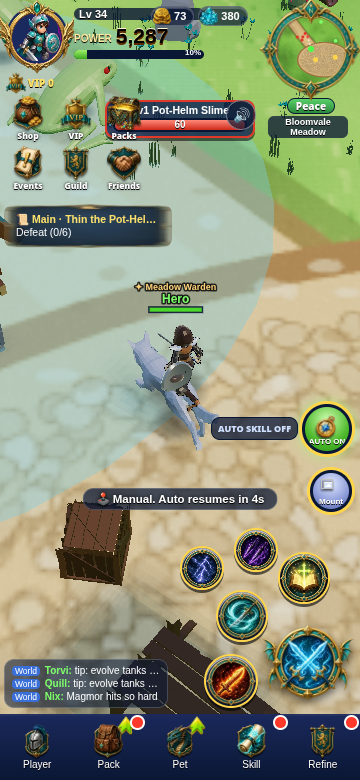 Lv 34
73
380
POWER 5,287
10%
VIP 0
Shop
VIP
VIP
Packs
v1 Pot-Helm Slime
60
Peace
Bloomvale
Meadow
Events
Guild
Friends
Main · Thin the Pot-Hel…
Defeat (0/6)
Meadow Warden
Hero
AUTO SKILL OFF
AUTO ON
Mount
Manual. Auto resumes in 4s
World Torvi: tip: evolve tanks …
World Quill: tip: evolve tanks …
World Nix: Magmor hits so hard
Player
Pack
Pet
Skill
Refine